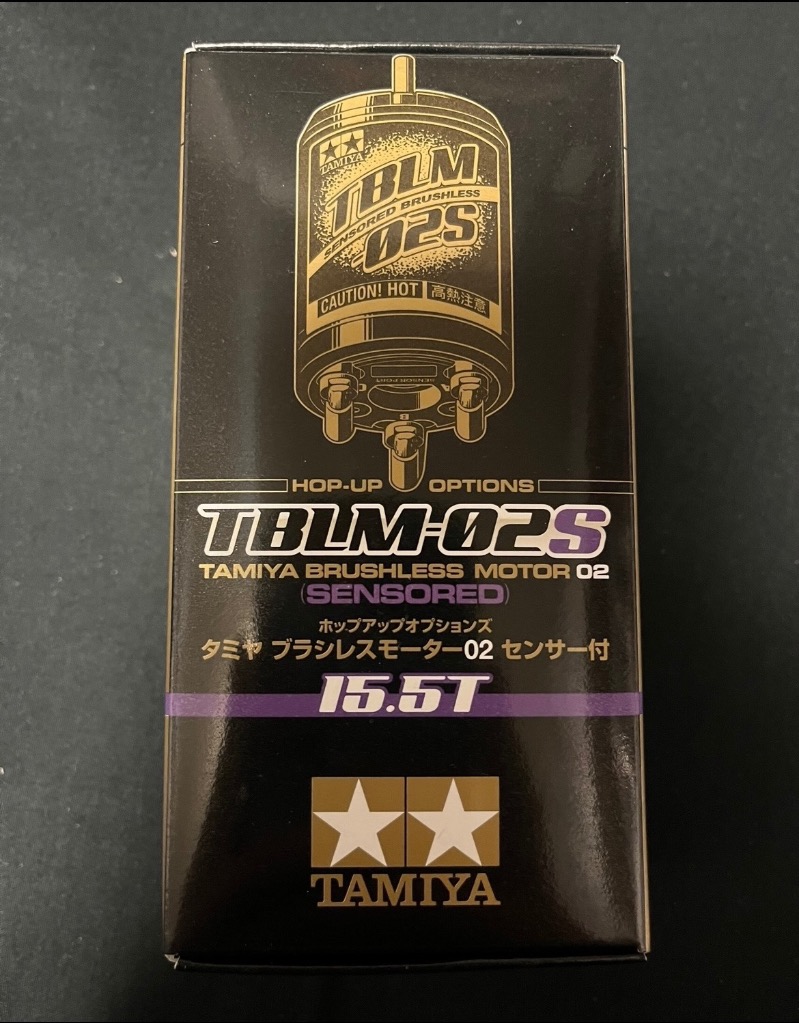 TAMIYA
TBLM
SENSORED BRUSHLESS
-02S
CAUTION! HOT 高熱注意
SENSOR PORT
B
HOP-UP OPTIONS
TBLM-02S
TAMIYA BRUSHLESS MOTOR 02
(SENSORED)
ホップアップオプションズ
タミヤ ブラシレスモーター02 センサー付
15.5T
TAMIYA